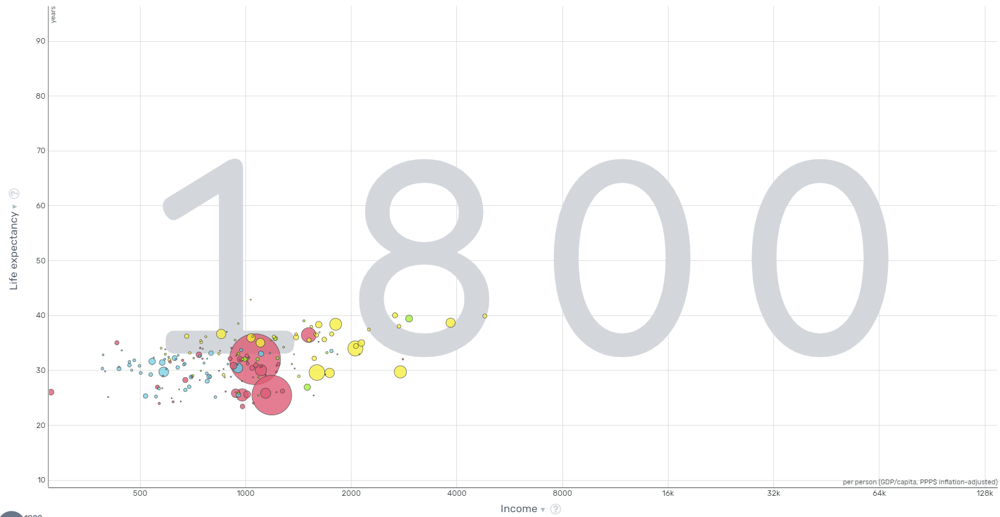 years
90
80
70
60
50
40
30
20
10
Life expectancy ▾ ?
1800
per person (GDP/capita, PPP$ inflation-adjusted)
500 1000 2000 4000 8000 16k 32k 64k 128k
Income ▾ ?